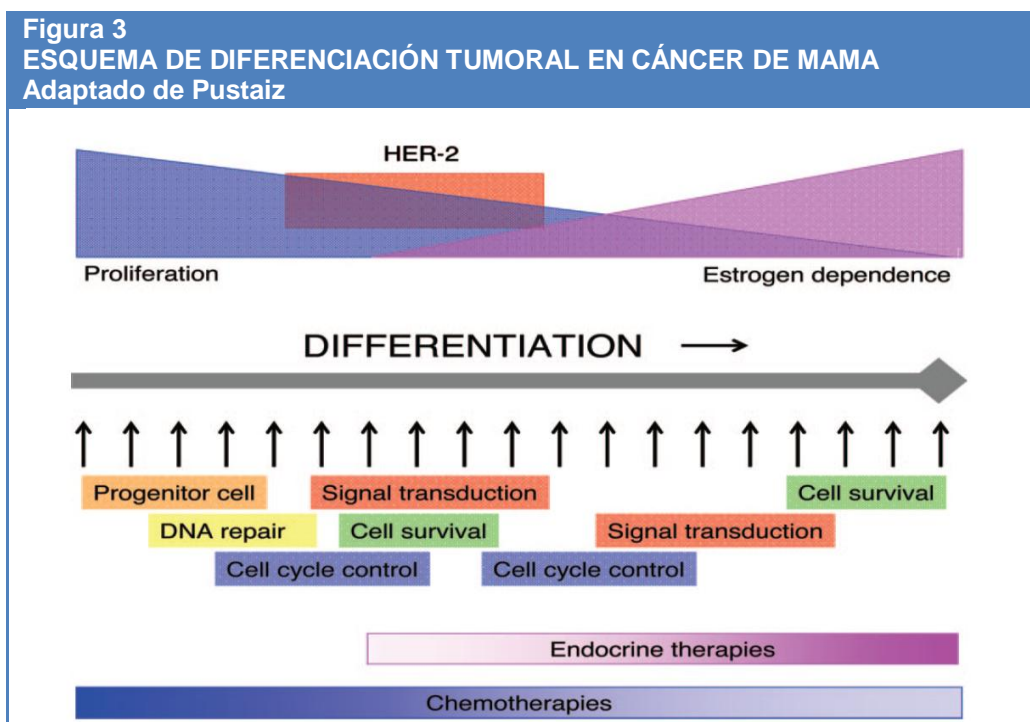 Figura 3
ESQUEMA DE DIFERENCIACIÓN TUMORAL EN CÁNCER DE MAMA
Adaptado de Pustaiz
HER-2
Proliferation
Estrogen dependence
DIFFERENTIATION
Progenitor cell
Signal transduction
Cell survival
DNA repair
Cell survival
Signal transduction
Cell cycle control
Cell cycle control
Endocrine therapies
Chemotherapies